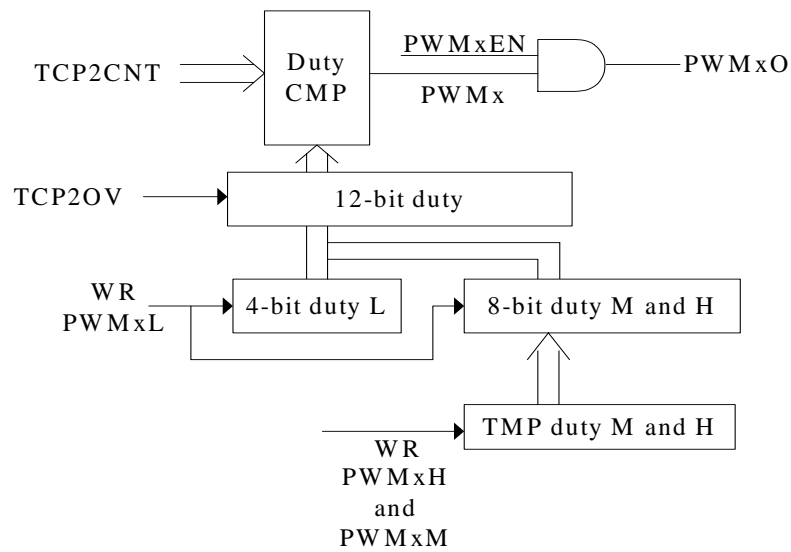 TCP2CNT
Duty
CMP
PWMxEN
PWMx
PWMxO
TCP2OV
12-bit duty
WR
PWMxL
4-bit duty L
8-bit duty M and H
TMP duty M and H
WR
PWMxH
and
PWMxM